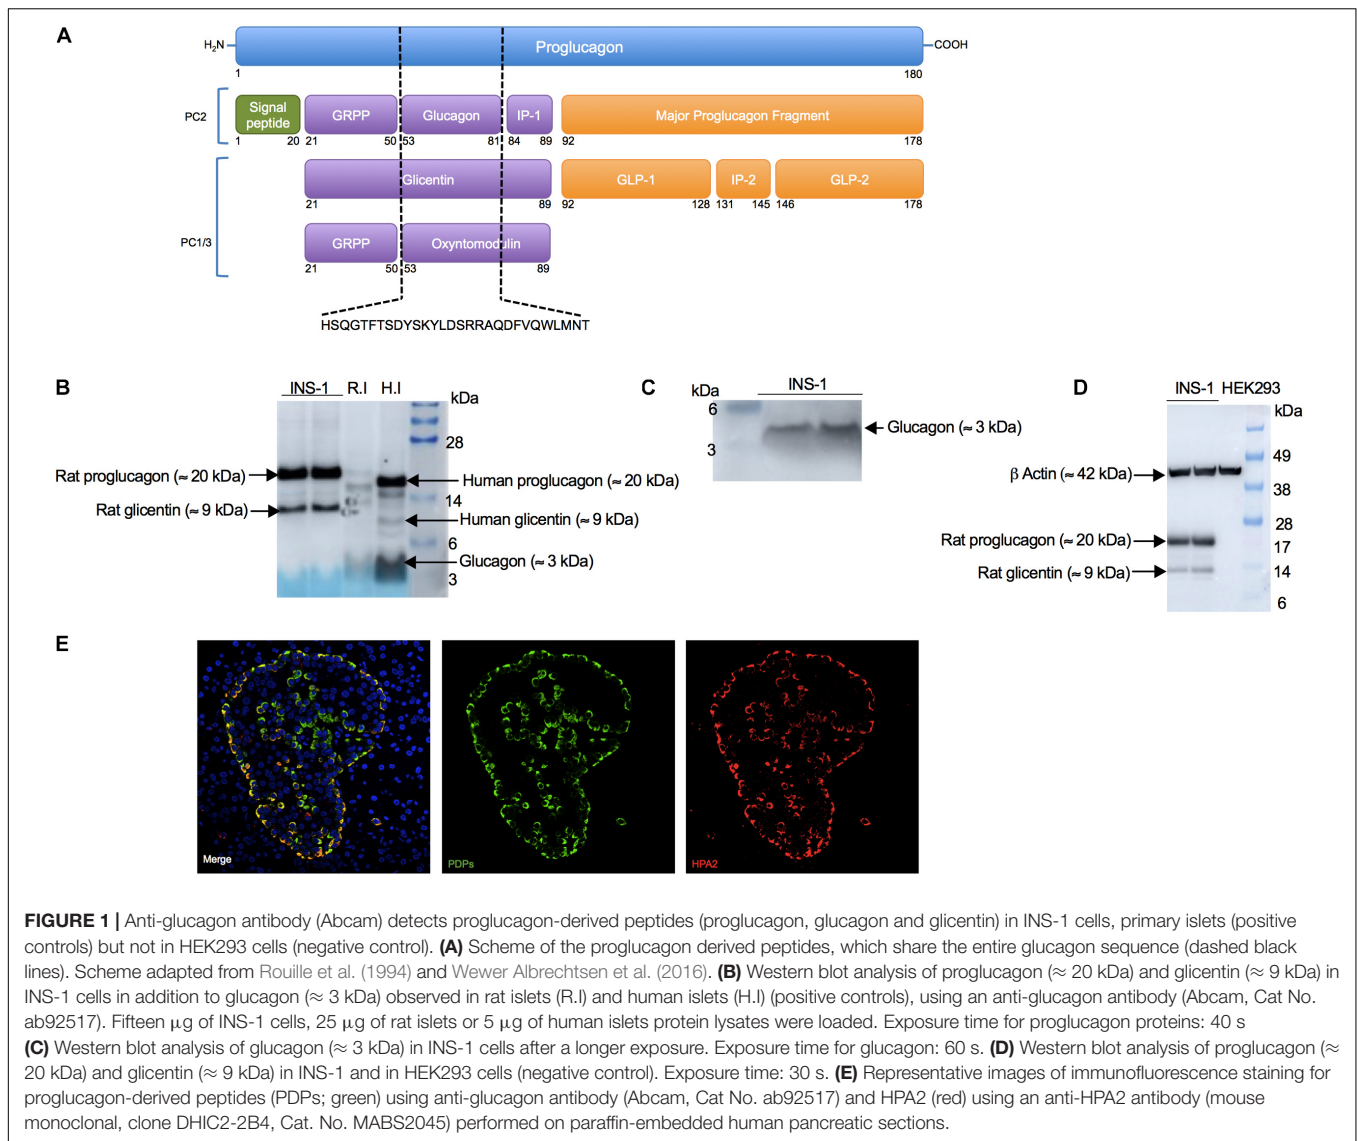 A
H2N
Proglucagon
COOH
1
180
PC2
Signal peptide
GRPP
Glucagon
IP-1
Major Proglucagon Fragment
1 20 21 50 53 81 84 89 92 178
Glicentin
GLP-1
IP-2
GLP-2
21 89 92 128 131 145 146 178
PC1/3
GRPP
Oxyntomodulin
21 50 53 89
HSQGTFTSDYSKYLDSRRAQDFVQWLMNT
B
INS-1 R.I H.I
kDa
28
Rat proglucagon (≈ 20 kDa)
Human proglucagon (≈ 20 kDa)
14
Rat glicentin (≈ 9 kDa)
Human glicentin (≈ 9 kDa)
6
Glucagon (≈ 3 kDa)
3
C
kDa
INS-1
6
Glucagon (≈ 3 kDa)
3
D
INS-1 HEK293
kDa
49
β Actin (≈ 42 kDa)
38
28
Rat proglucagon (≈ 20 kDa)
17
Rat glicentin (≈ 9 kDa)
14
6
E
Merge
PDPs
HPA2
FIGURE 1 | Anti-glucagon antibody (Abcam) detects proglucagon-derived peptides (proglucagon, glucagon and glicentin) in INS-1 cells, primary islets (positive
controls) but not in HEK293 cells (negative control). (A) Scheme of the proglucagon derived peptides, which share the entire glucagon sequence (dashed black
lines). Scheme adapted from Rouille et al. (1994) and Wewer Albrechtsen et al. (2016). (B) Western blot analysis of proglucagon (≈ 20 kDa) and glicentin (≈ 9 kDa) in
INS-1 cells in addition to glucagon (≈ 3 kDa) observed in rat islets (R.I) and human islets (H.I) (positive controls), using an anti-glucagon antibody (Abcam, Cat No.
ab92517). Fifteen μg of INS-1 cells, 25 μg of rat islets or 5 μg of human islets protein lysates were loaded. Exposure time for proglucagon proteins: 40 s
(C) Western blot analysis of glucagon (≈ 3 kDa) in INS-1 cells after a longer exposure. Exposure time for glucagon: 60 s. (D) Western blot analysis of proglucagon (≈
20 kDa) and glicentin (≈ 9 kDa) in INS-1 and in HEK293 cells (negative control). Exposure time: 30 s. (E) Representative images of immunofluorescence staining for
proglucagon-derived peptides (PDPs; green) using anti-glucagon antibody (Abcam, Cat No. ab92517) and HPA2 (red) using an anti-HPA2 antibody (mouse
monoclonal, clone DHIC2-2B4, Cat. No. MABS2045) performed on paraffin-embedded human pancreatic sections.